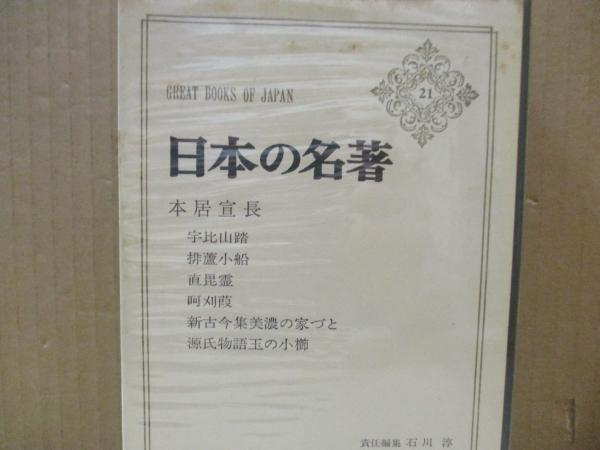 GREAT BOOKS OF JAPAN
21
日本の名著
本居宣長
宇比山踏
排蘆小船
直毘霊
呵刈葭
新古今集美濃の家づと
源氏物語玉の小櫛
責任編集 石川 淳